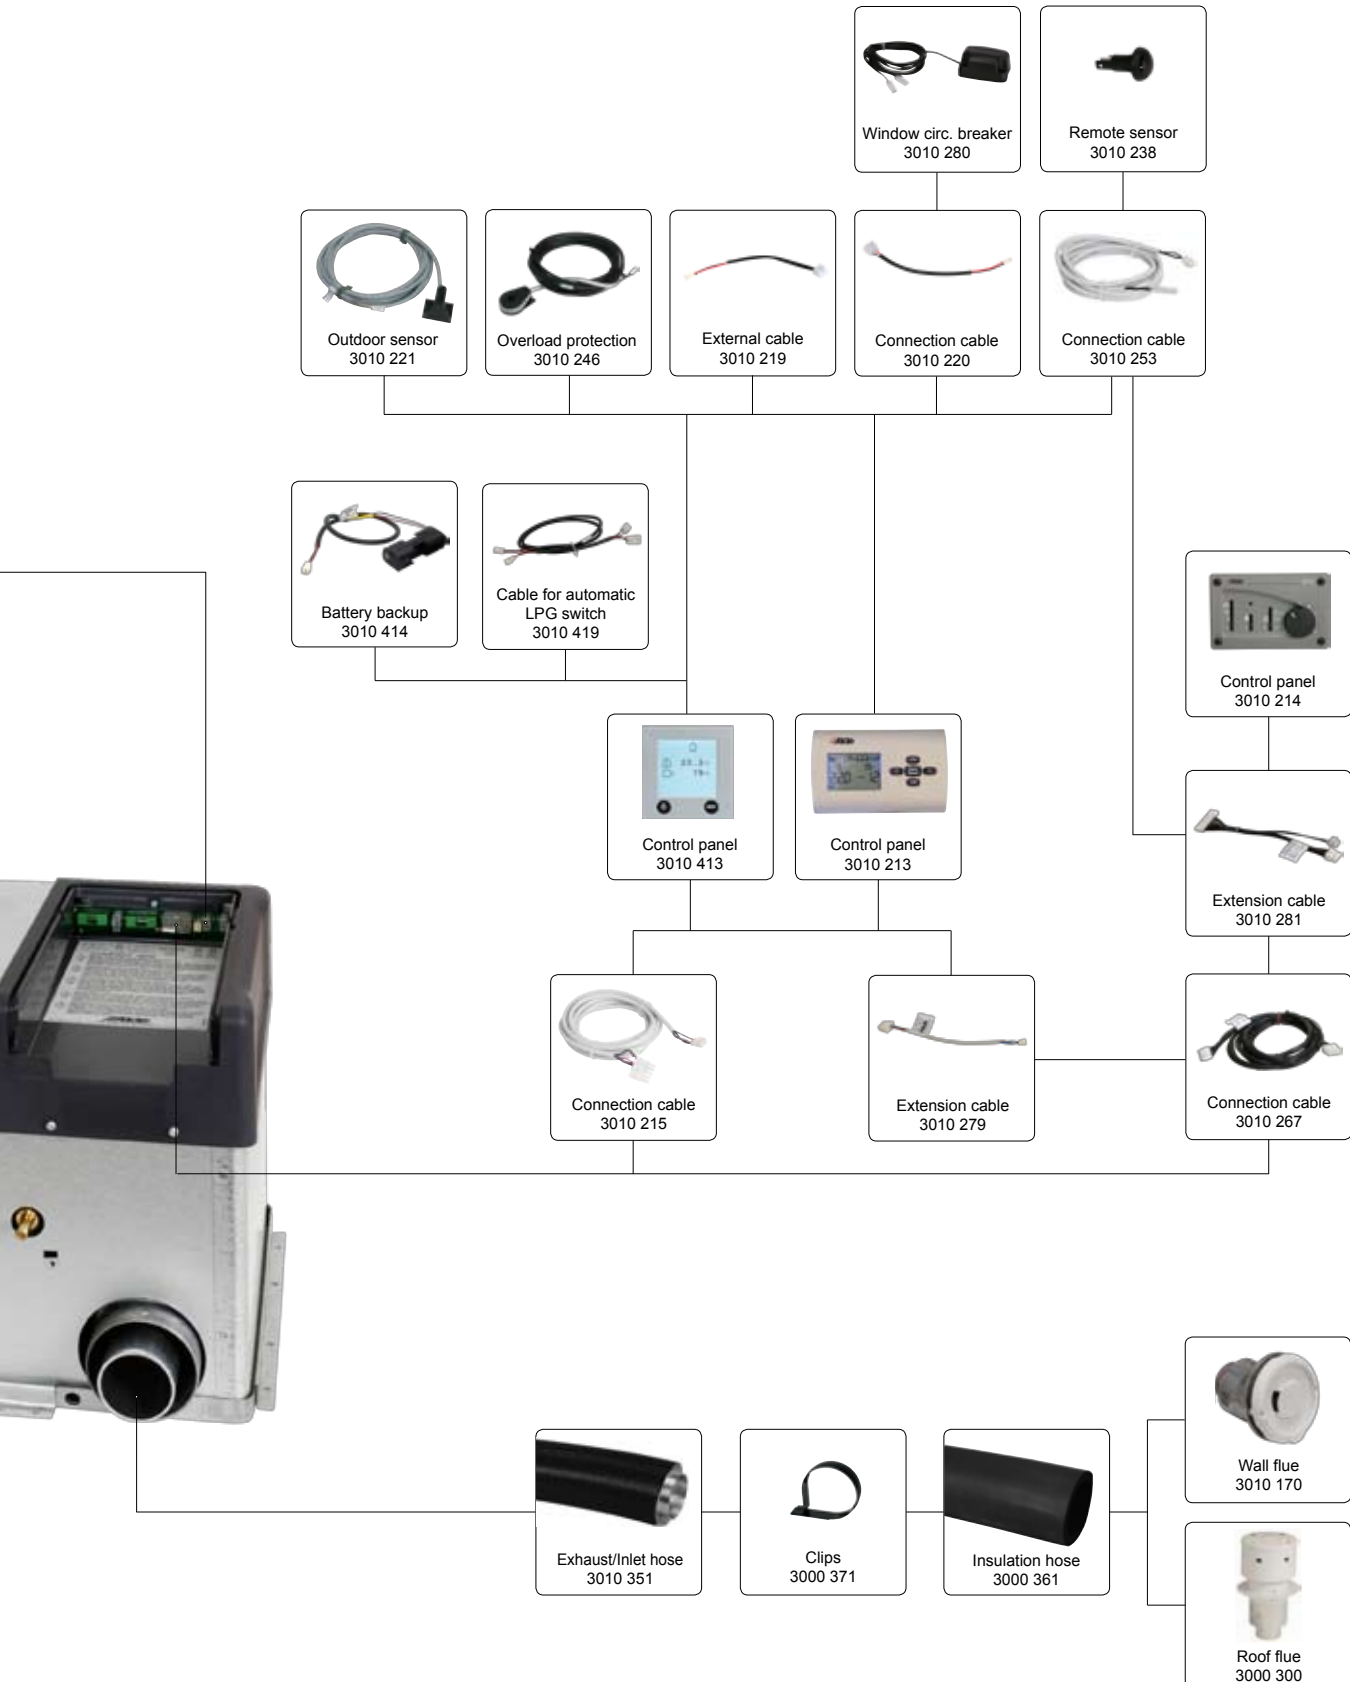 Window circ. breaker
3010 280
Remote sensor
3010 238
Outdoor sensor
3010 221
Overload protection
3010 246
External cable
3010 219
Connection cable
3010 220
Connection cable
3010 253
Battery backup
3010 414
Cable for automatic
LPG switch
3010 419
Control panel
3010 214
Control panel
3010 413
Control panel
3010 213
Extension cable
3010 281
Connection cable
3010 215
Extension cable
3010 279
Connection cable
3010 267
Wall flue
3010 170
Exhaust/Inlet hose
3010 351
Clips
3000 371
Insulation hose
3000 361
Roof flue
3000 300